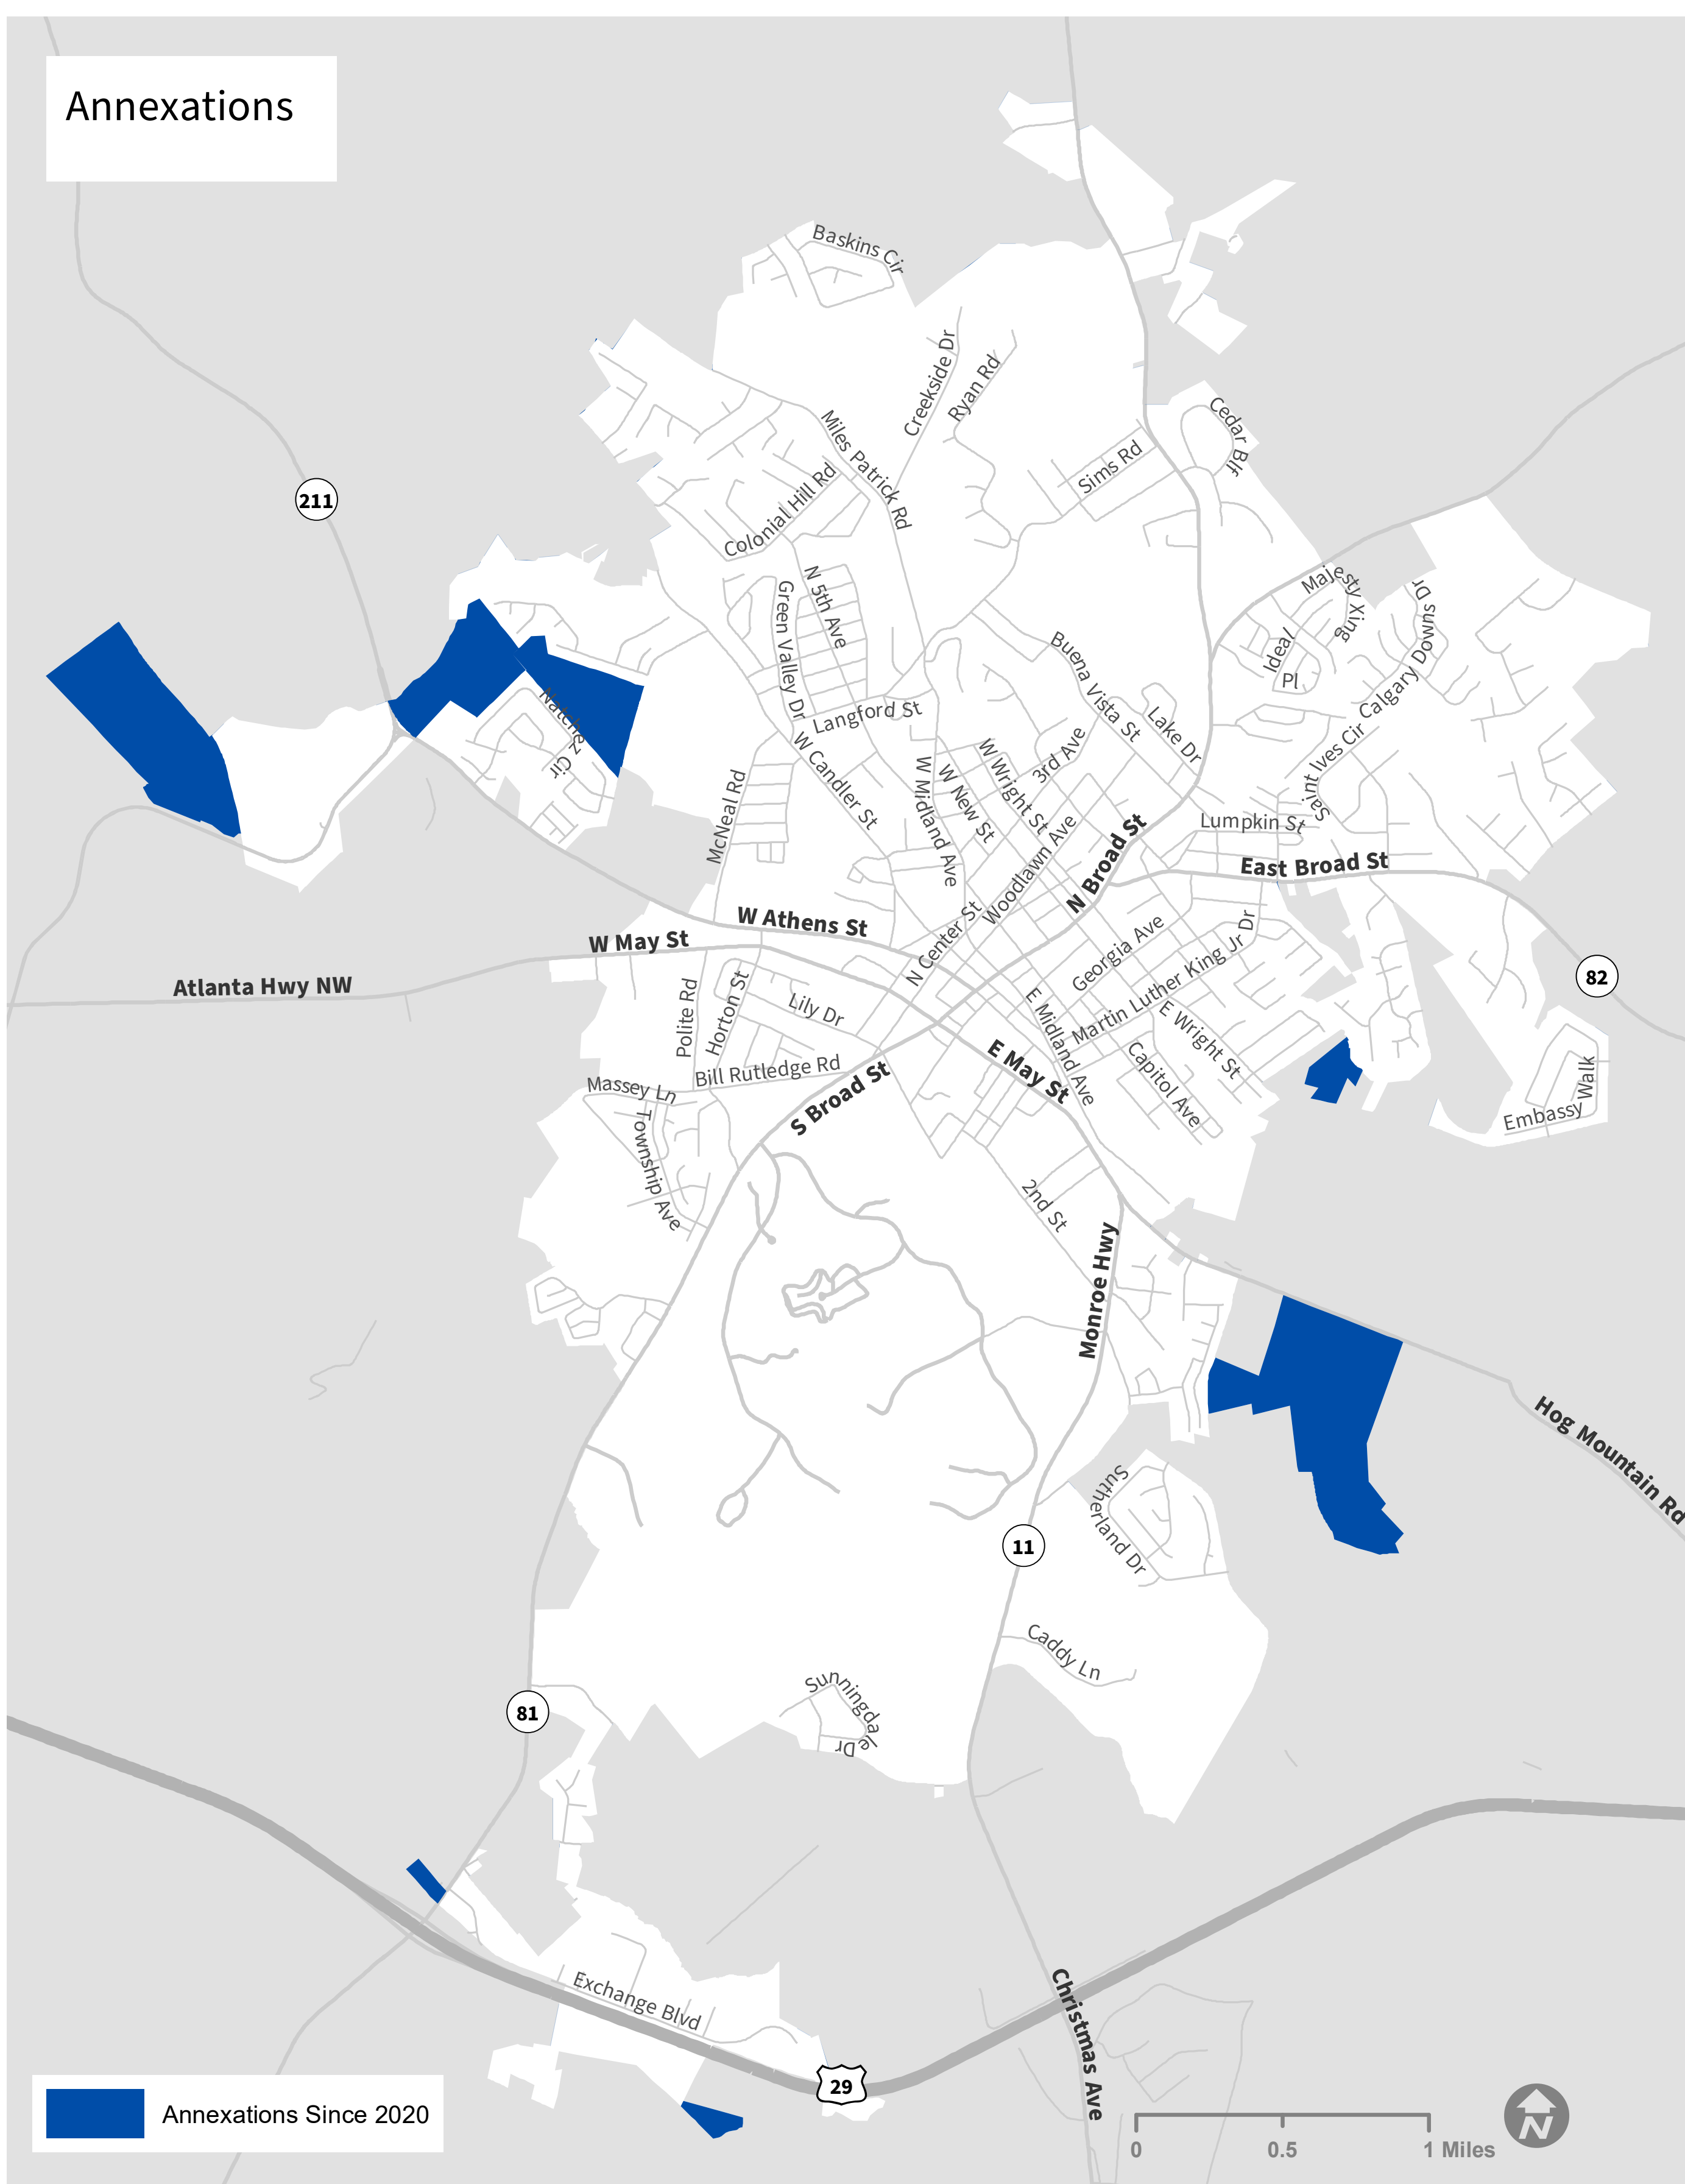 Annexations
Baskins Cir
Creekside Dr
Ryan Rd
Miles Patrick Rd
Cedar Blf
Sims Rd
Colonial Hill Rd
211
N 5th Ave
Green Valley Dr
Majesty Xing
Calgary Downs Dr
Ideal Pl
Buena Vista St
Lake Dr
Natchez Cir
Langford St
W Candler St
W Midland Ave
W New St
W Wright St
3rd Ave
Saint Ives Cir
McNeal Rd
Lumpkin St
Woodlawn Ave
N Broad St
East Broad St
W Athens St
W May St
N Center St
Georgia Ave
Martin Luther King Jr Dr
82
Atlanta Hwy NW
Polite Rd
Horton St
Lily Dr
E Midland Ave
E Wright St
E May St
Capitol Ave
Bill Rutledge Rd
Massey Ln
S Broad St
Township Ave
Embassy Walk
2nd St
Monroe Hwy
Hog Mountain Rd
Sutherland Dr
11
Caddy Ln
Sunningdale Dr
81
Exchange Blvd
Christmas Ave
29
Annexations Since 2020
0 0.5 1 Miles
N